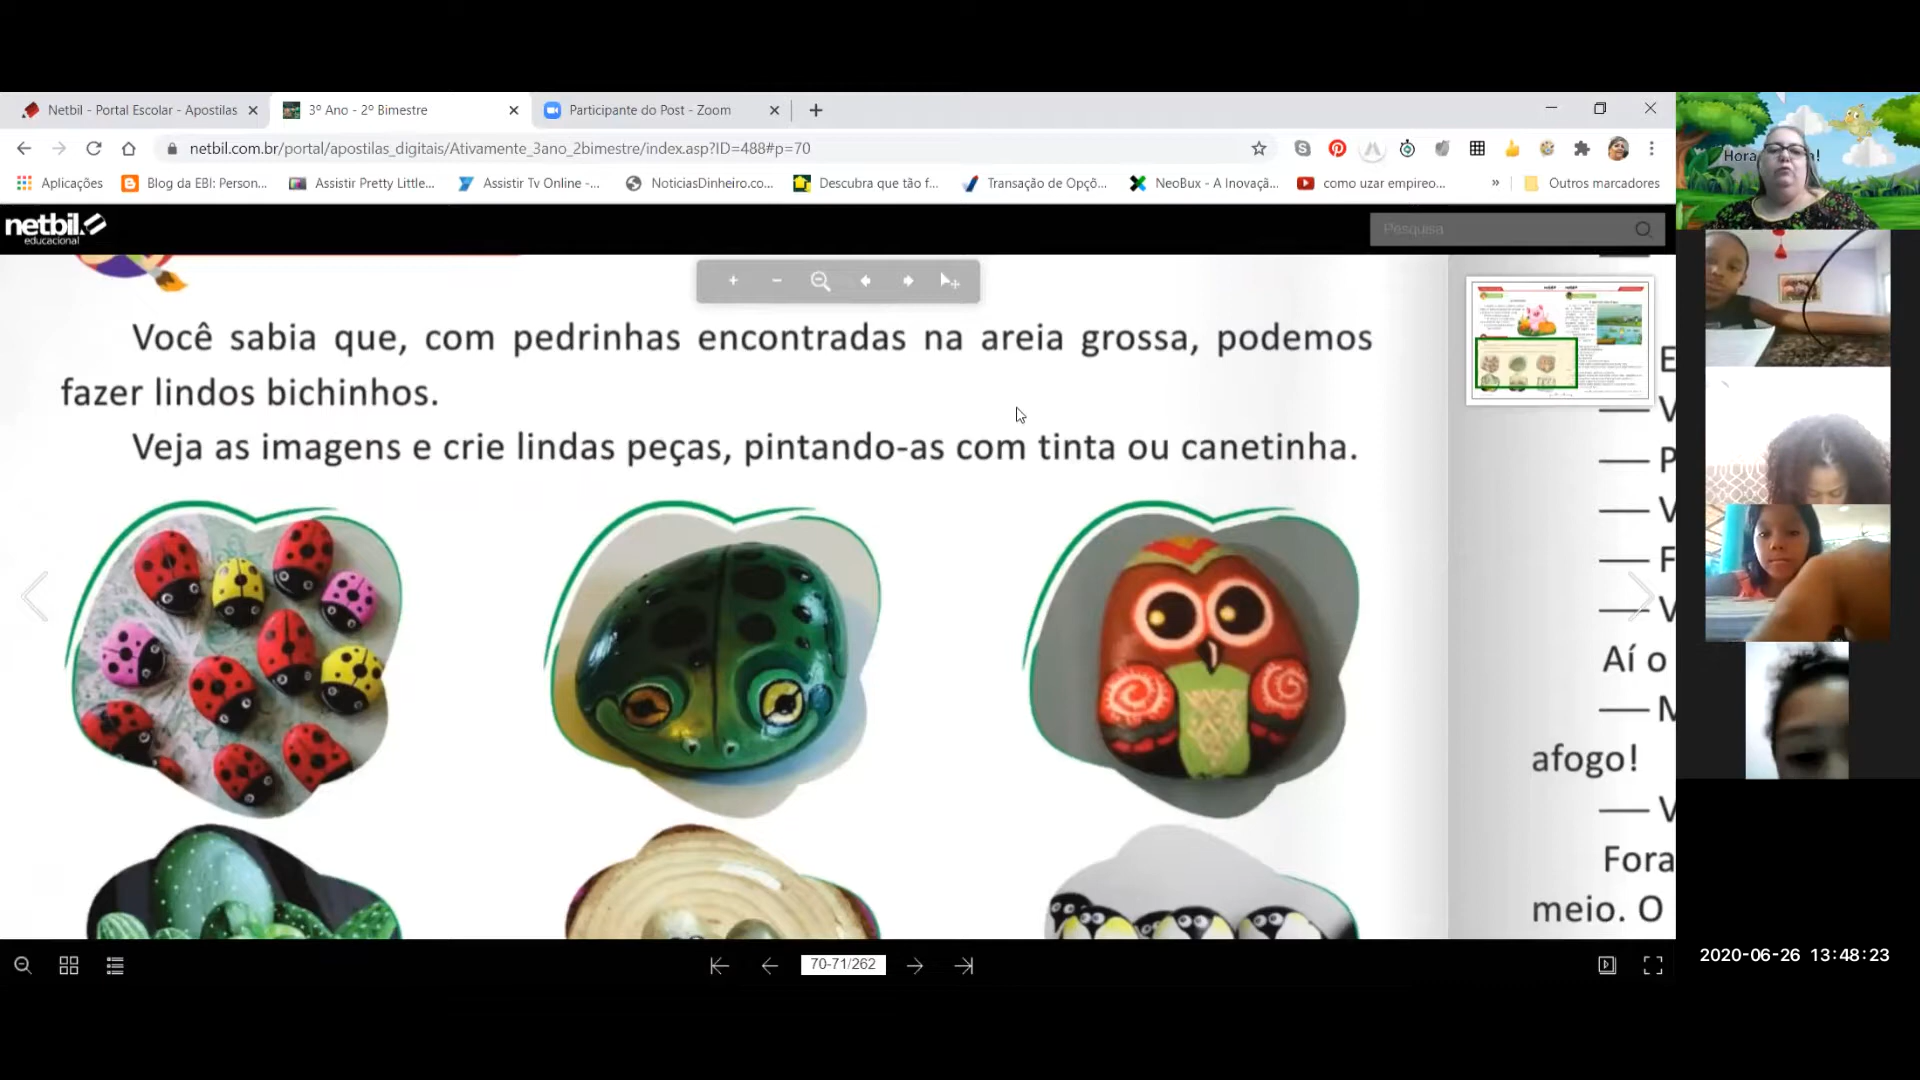 Netbil - Portal Escolar - Apostilas
3º Ano - 2º Bimestre
Participante do Post - Zoom
netbil.com.br/portal/apostilas_digitais/Ativamente_3ano_2bimestre/index.asp?ID=488#p=70
Aplicações
Blog da EBI: Person...
Assistir Pretty Little...
Assistir Tv Online -...
NoticiasDinheiro.co...
Descubra que tão f...
Transação de Opçõ...
NeoBux - A Inovaçã...
como uzar empireo...
»
Outros marcadores
netbil
educacional
Pesquisa
Você sabia que, com pedrinhas encontradas na areia grossa, podemos
fazer lindos bichinhos.
Veja as imagens e crie lindas peças, pintando-as com tinta ou canetinha.
E
— V
— P
— V
— F
— V
Aí o
— M
afogo!
— V
Fora
meio. O
70-71/262
Hora
2020-06-26 13:48:23